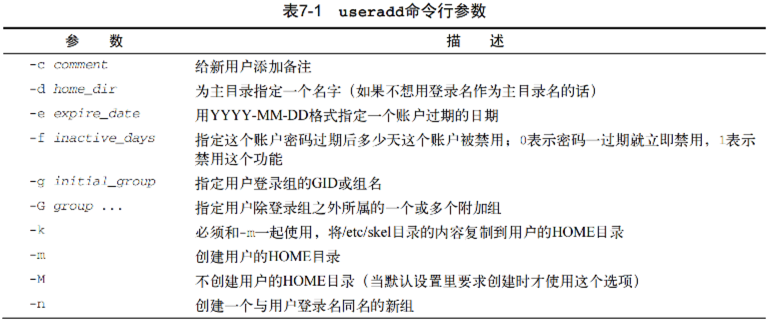 表7-1 useradd命令行参数
参 数 描 述
-c comment 给新用户添加备注
-d home_dir 为主目录指定一个名字（如果不想用登录名作为主目录名的话）
-e expire_date 用YYYY-MM-DD格式指定一个账户过期的日期
-f inactive_days 指定这个账户密码过期后多少天这个账户被禁用；0表示密码一过期就立即禁用，1表示
禁用这个功能
-g initial_group 指定用户登录组的GID或组名
-G group ... 指定用户除登录组之外所属的一个或多个附加组
-k 必须和-m一起使用，将/etc/skel目录的内容复制到用户的HOME目录
-m 创建用户的HOME目录
-M 不创建用户的HOME目录（当默认设置里要求创建时才使用这个选项）
-n 创建一个与用户登录名同名的新组